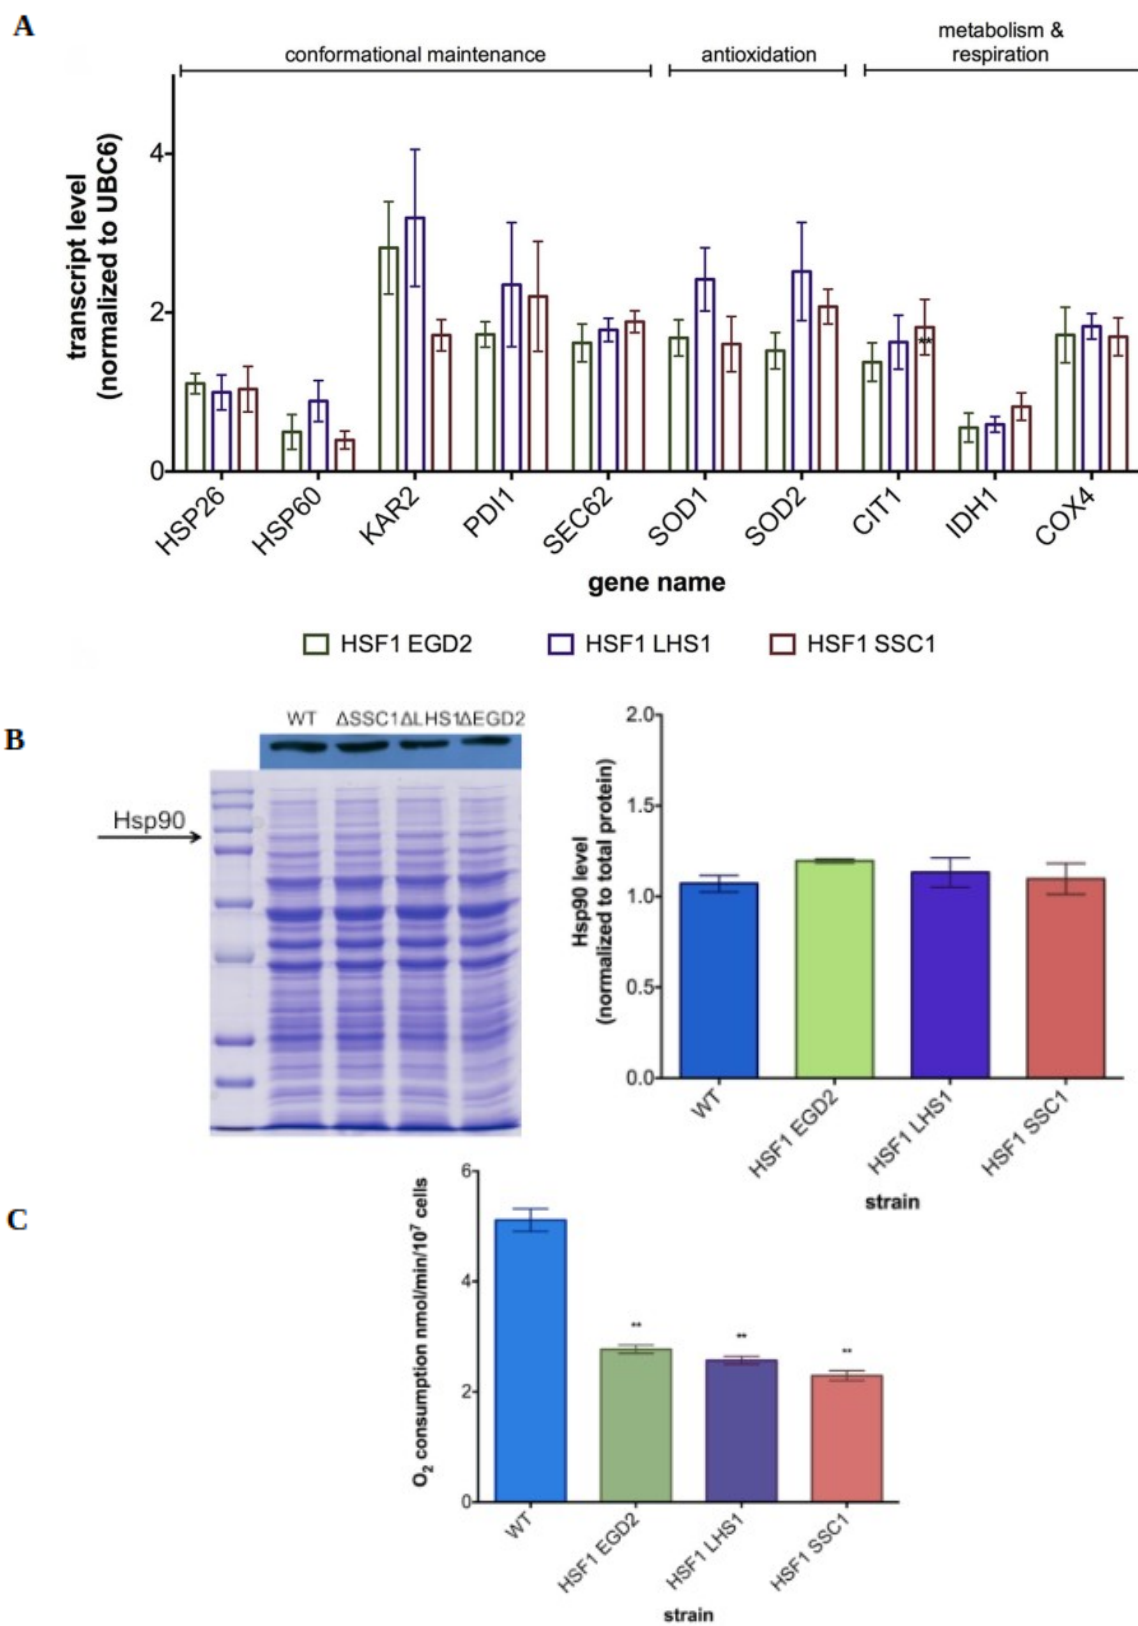 A
conformational maintenance
antioxidation
metabolism &
respiration
transcript level
(normalized to UBC6)
4
2
0
**
HSP26
HSP60
KAR2
PDI1
SEC62
SOD1
SOD2
CIT1
IDH1
COX4
gene name
HSF1 EGD2
HSF1 LHS1
HSF1 SSC1
B
WT ΔSSC1 ΔLHS1 ΔEGD2
Hsp90
Hsp90 level
(normalized to total protein)
2.0
1.5
1.0
0.5
0.0
WT
HSF1 EGD2
HSF1 LHS1
HSF1 SSC1
strain
C
O₂ consumption nmol/min/10⁷ cells
6
4
2
0
**
**
**
WT
HSF1 EGD2
HSF1 LHS1
HSF1 SSC1
strain